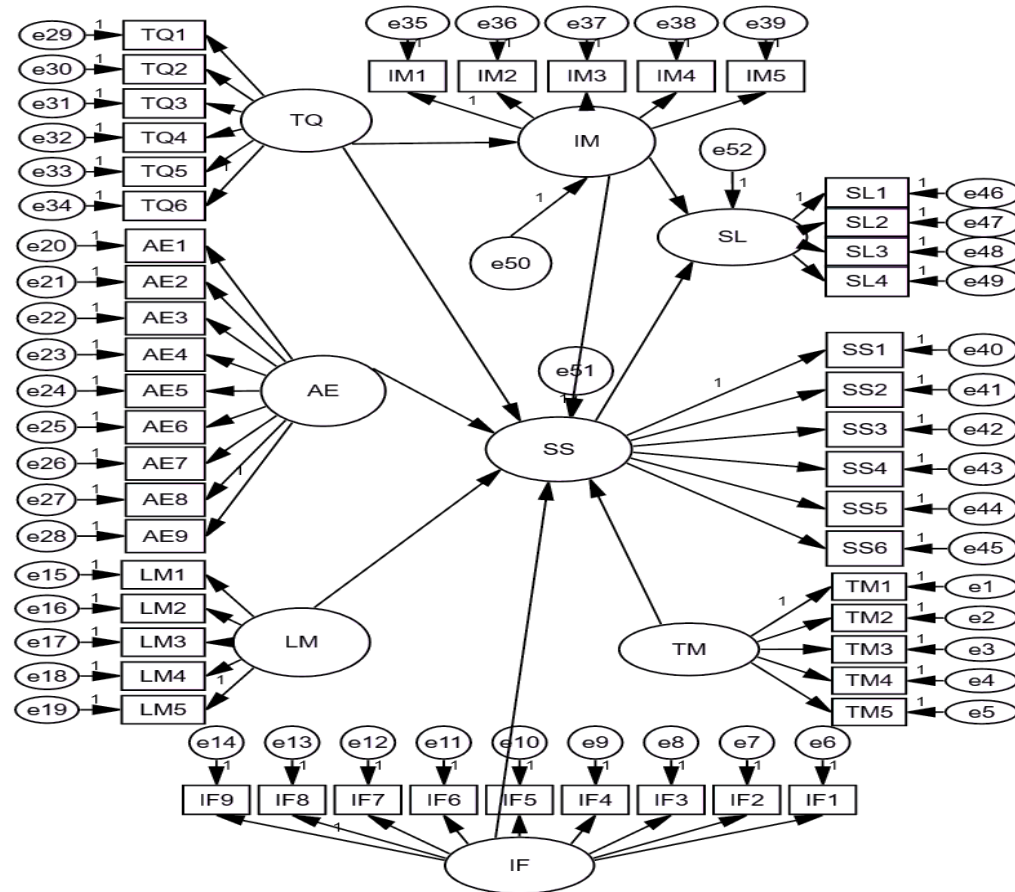 e35 e36 e37 e38 e39
e29 1 TQ1
1 1 1 1 1
IM1 IM2 IM3 IM4 IM5
e30 1 TQ2
e31 1 TQ3
e32 1 TQ4
e33 1 TQ5
e34 1 TQ6
1
TQ
1
IM
e52
1
1
e50
SL
1
SL1 1 e46
SL2 1 e47
SL3 1 e48
SL4 1 e49
e20 1 AE1
e21 1 AE2
e22 1 AE3
e23 1 AE4
e24 1 AE5
e25 1 AE6
e26 1 AE7
e27 1 AE8
e28 1 AE9
1
AE
e51
1
SS
1
SS1 1 e40
SS2 1 e41
SS3 1 e42
SS4 1 e43
SS5 1 e44
SS6 1 e45
e15 1 LM1
e16 1 LM2
e17 1 LM3
e18 1 LM4
e19 1 LM5
1
LM
TM
1
TM1 1 e1
TM2 1 e2
TM3 1 e3
TM4 1 e4
TM5 1 e5
e14 e13 e12 e11 e10 e9 e8 e7 e6
1 1 1 1 1 1 1 1 1
IF9 IF8 IF7 IF6 IF5 IF4 IF3 IF2 IF1
1
IF